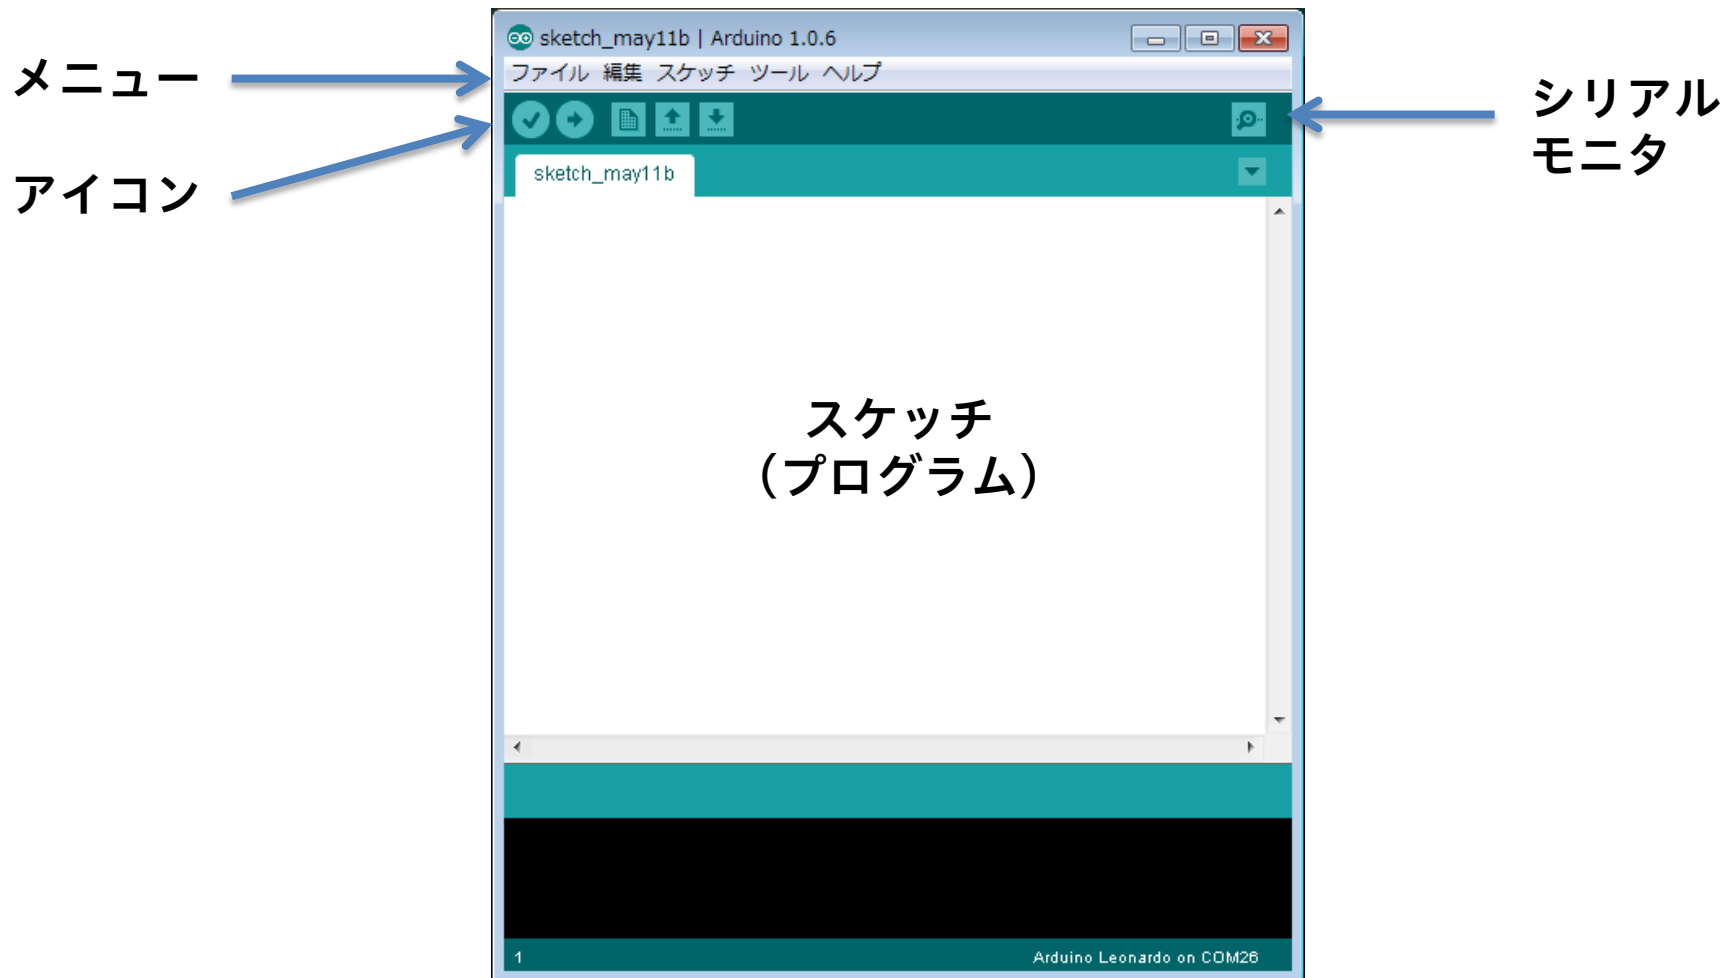 sketch_may11b | Arduino 1.0.6
メニュー
ファイル 編集 スケッチ ツール ヘルプ
シリアル
モニタ
アイコン
sketch_may11b
スケッチ
（プログラム）
1
Arduino Leonardo on COM26